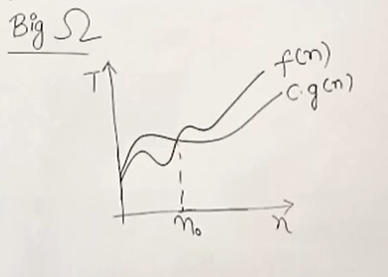 Big Ω
f(n)
T
c.g(n)
n₀
n